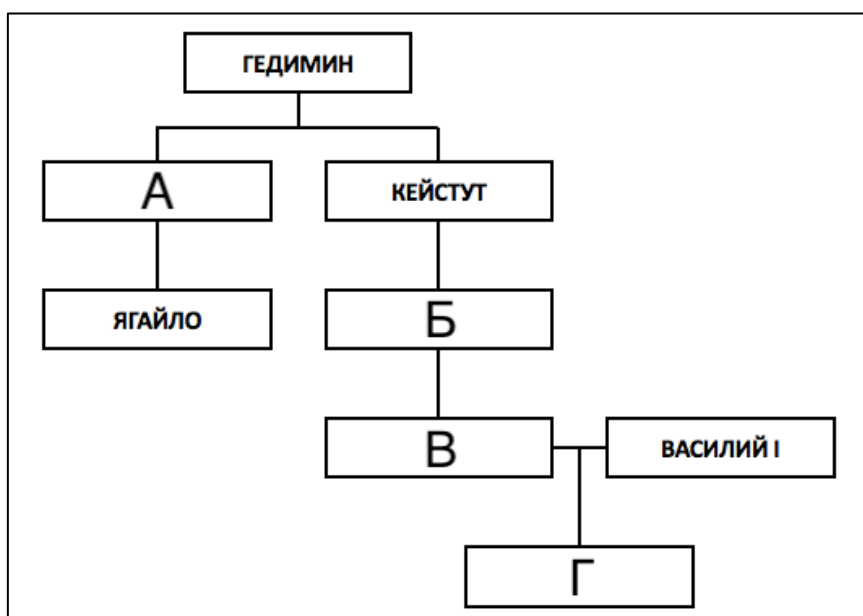 ГЕДИМИН
А
КЕЙСТУТ
ЯГАЙЛО
Б
В
ВАСИЛИЙ I
Г